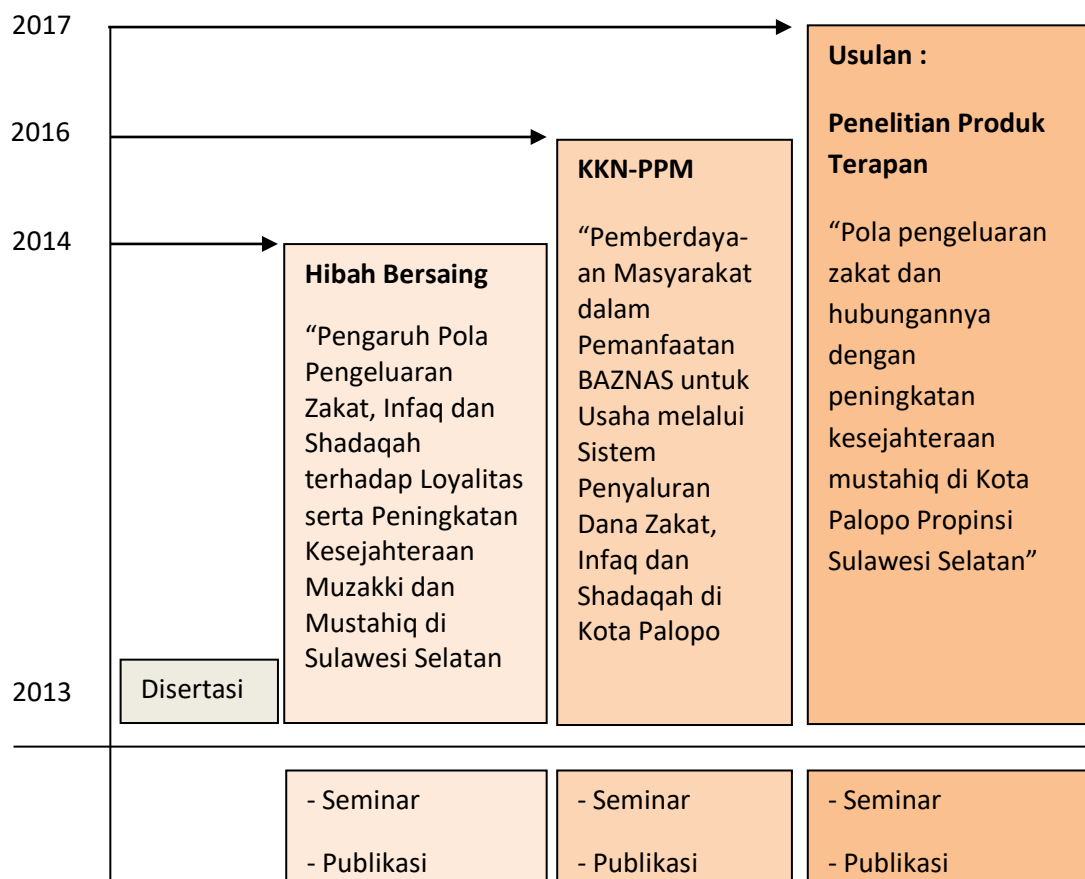 2017
2016
2014
2013
Disertasi
Hibah Bersaing
“Pengaruh Pola
Pengeluaran
Zakat, Infaq dan
Shadaqah
terhadap Loyalitas
serta Peningkatan
Kesejahteraan
Muzakki dan
Mustahiq di
Sulawesi Selatan
KKN-PPM
“Pemberdaya-
an Masyarakat
dalam
Pemanfaatan
BAZNAS untuk
Usaha melalui
Sistem
Penyaluran
Dana Zakat,
Infaq dan
Shadaqah di
Kota Palopo
Usulan :
Penelitian Produk
Terapan
“Pola pengeluaran
zakat dan
hubungannya
dengan
peningkatan
kesejahteraan
mustahiq di Kota
Palopo Propinsi
Sulawesi Selatan”
- Seminar
- Publikasi
- Seminar
- Publikasi
- Seminar
- Publikasi